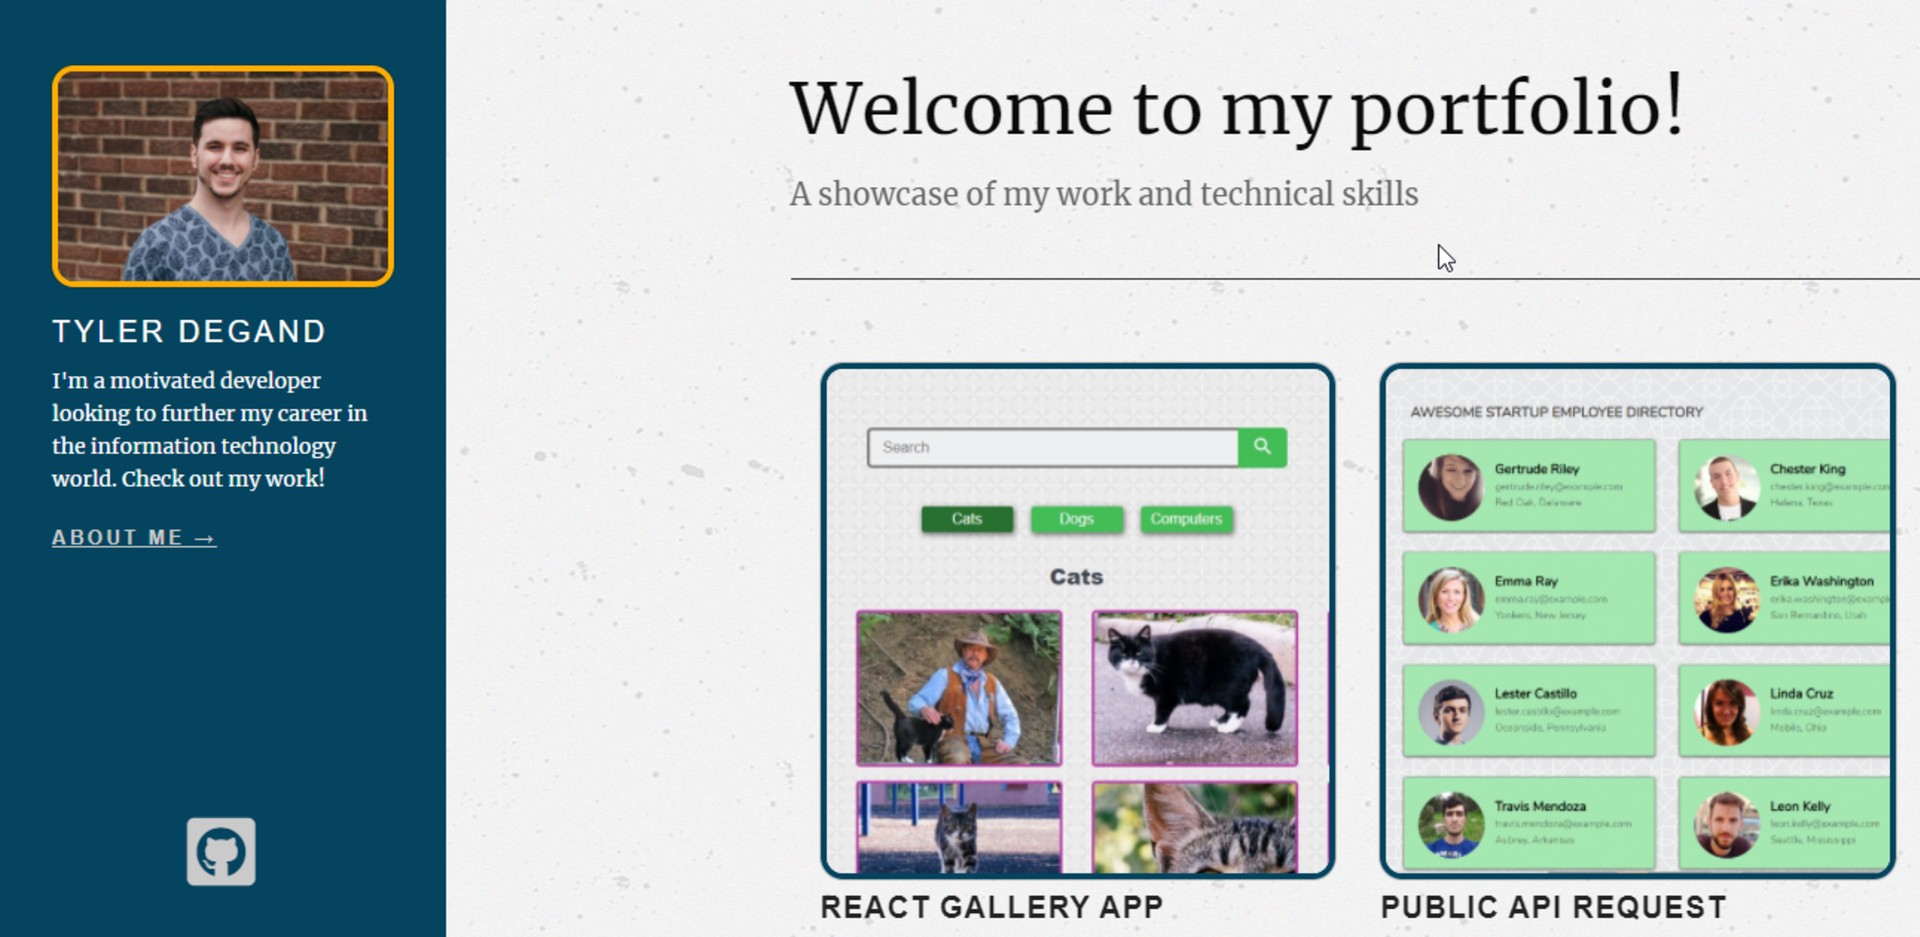 Welcome to my portfolio!
A showcase of my work and technical skills
TYLER DEGAND
I'm a motivated developer
looking to further my career in
the information technology
world. Check out my work!
ABOUT ME →
Search
Cats
Dogs
Computers
Cats
REACT GALLERY APP
AWESOME STARTUP EMPLOYEE DIRECTORY
Gertrude Riley
gertrude.riley@example.com
Red Oak, Delaware
Chester King
chester.king@example.com
Helena, Texas
Emma Ray
emma.ray@example.com
Yonkers, New Jersey
Erika Washington
erika.washington@examp
San Bernardino, Utah
Lester Castillo
lester.castillo@example.com
Oceanside, Pennsylvania
Linda Cruz
linda.cruz@example.com
Mobile, Ohio
Travis Mendoza
travis.mendoza@example.com
Aubrey, Arkansas
Leon Kelly
leon.kelly@example.com
Seattle, Mississippi
PUBLIC API REQUEST